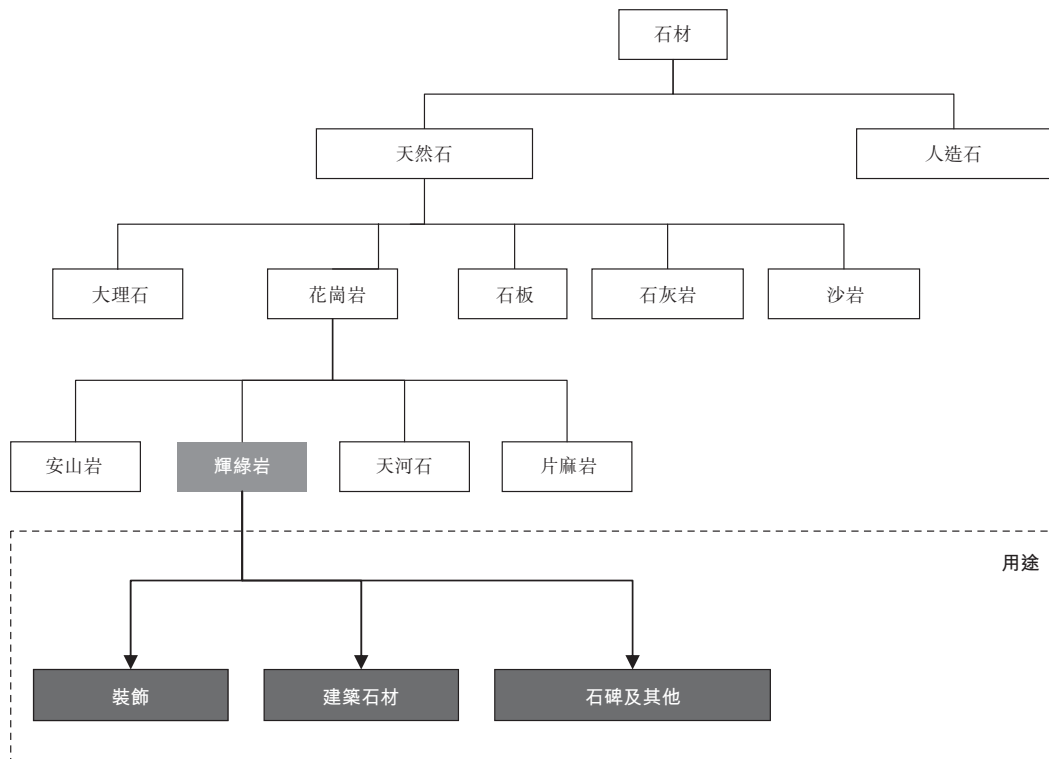 石材
天然石
人造石
大理石
花崗岩
石板
石灰岩
沙岩
安山岩
輝綠岩
天河石
片麻岩
用途
裝飾
建築石材
石碑及其他